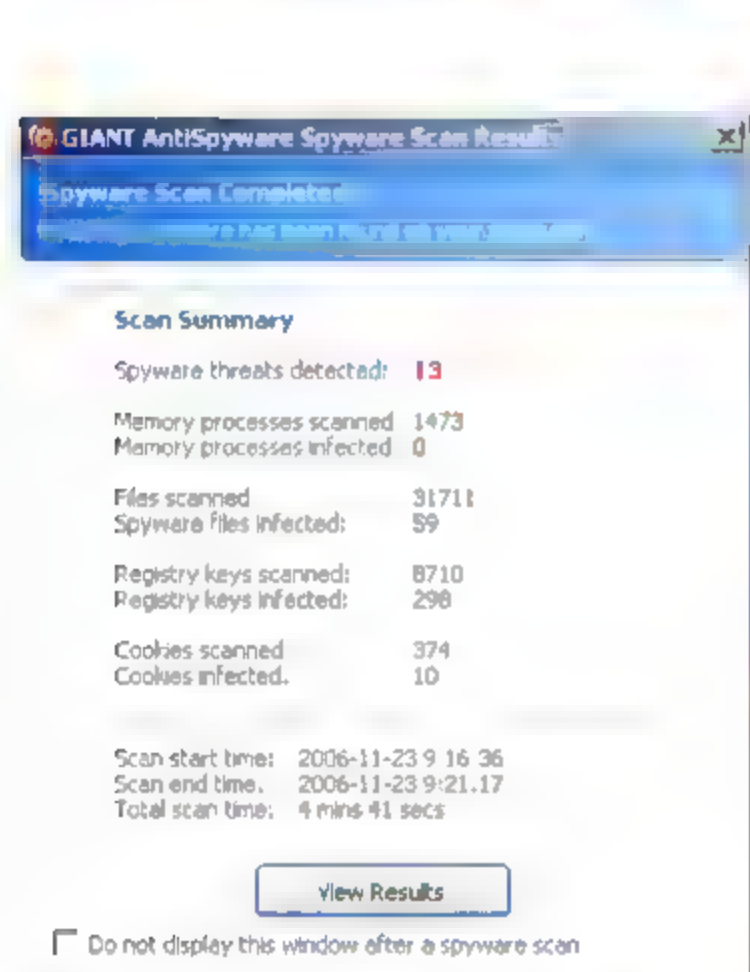 GIANT AntiSpyware Spyware Scan Results
Spyware Scan Completed
Scan Summary
Spyware threats detected: 13
Memory processes scanned 1473
Memory processes infected 0
Files scanned 31711
Spyware files infected: 59
Registry keys scanned: 8710
Registry keys infected: 298
Cookies scanned 374
Cookies infected. 10
Scan start time: 2006-11-23 9 16 36
Scan end time. 2006-11-23 9:21.17
Total scan time: 4 mins 41 secs
View Results
Do not display this window after a spyware scan